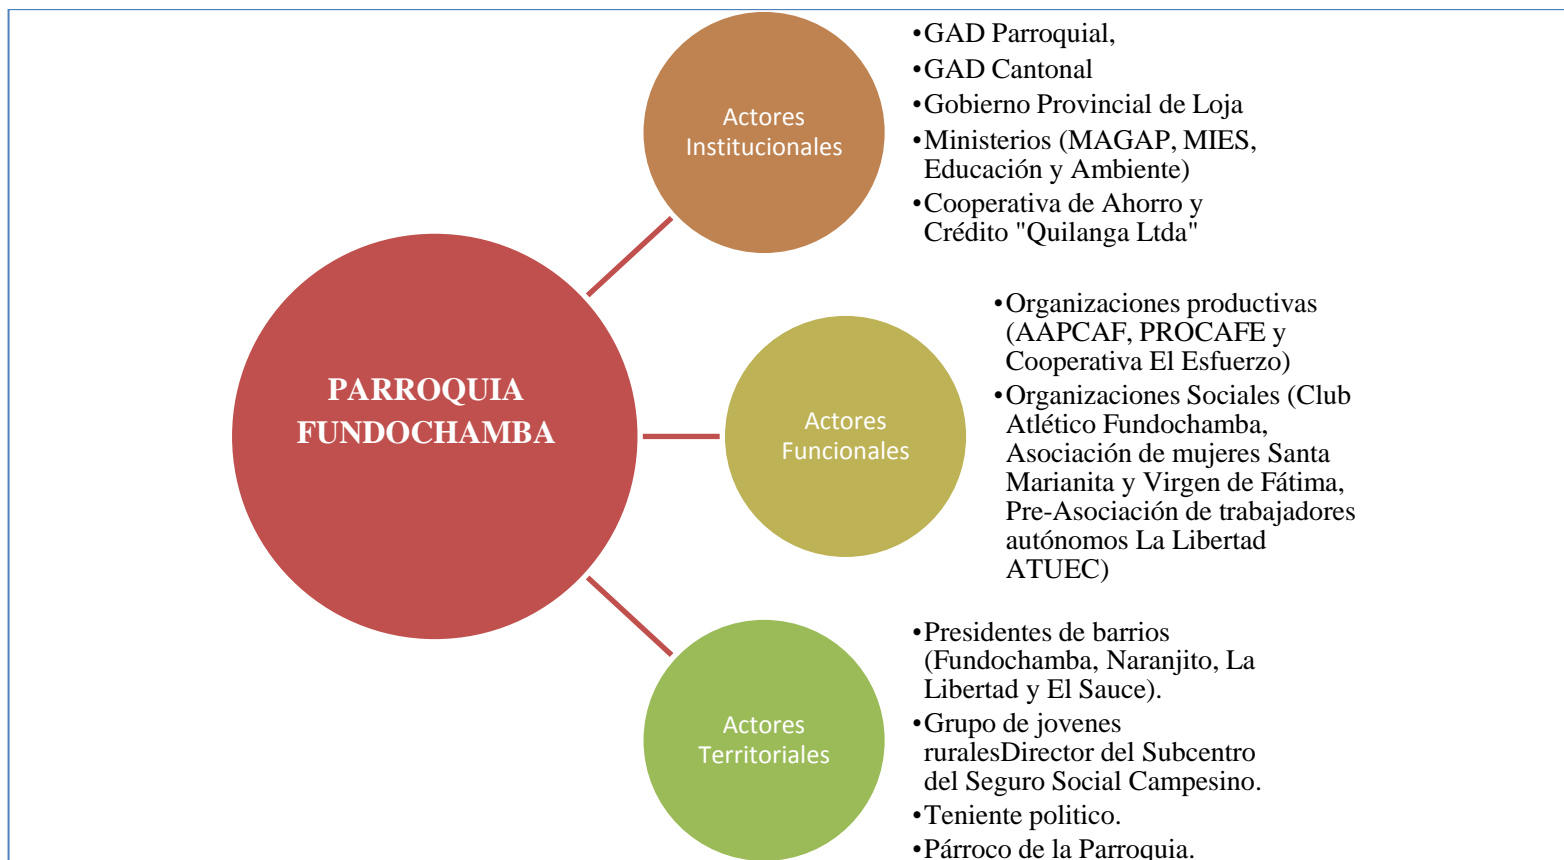 PARROQUIA
FUNDOCHAMBA
Actores
Institucionales
•GAD Parroquial,
•GAD Cantonal
•Gobierno Provincial de Loja
•Ministerios (MAGAP, MIES,
Educación y Ambiente)
•Cooperativa de Ahorro y
Crédito "Quilanga Ltda"
Actores
Funcionales
•Organizaciones productivas
(AAPCAF, PROCAFE y
Cooperativa El Esfuerzo)
•Organizaciones Sociales (Club
Atlético Fundochamba,
Asociación de mujeres Santa
Marianita y Virgen de Fátima,
Pre-Asociación de trabajadores
autónomos La Libertad
ATUEC)
Actores
Territoriales
•Presidentes de barrios
(Fundochamba, Naranjito, La
Libertad y El Sauce).
•Grupo de jovenes
ruralesDirector del Subcentro
del Seguro Social Campesino.
•Teniente politico.
•Párroco de la Parroquia.